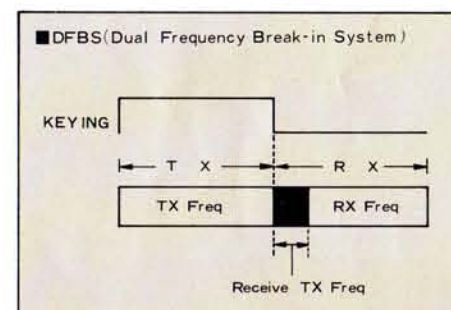 ■DFBS(Dual Frequency Break-in System)
KEYING
T X R X
TX Freq RX Freq
Receive TX Freq